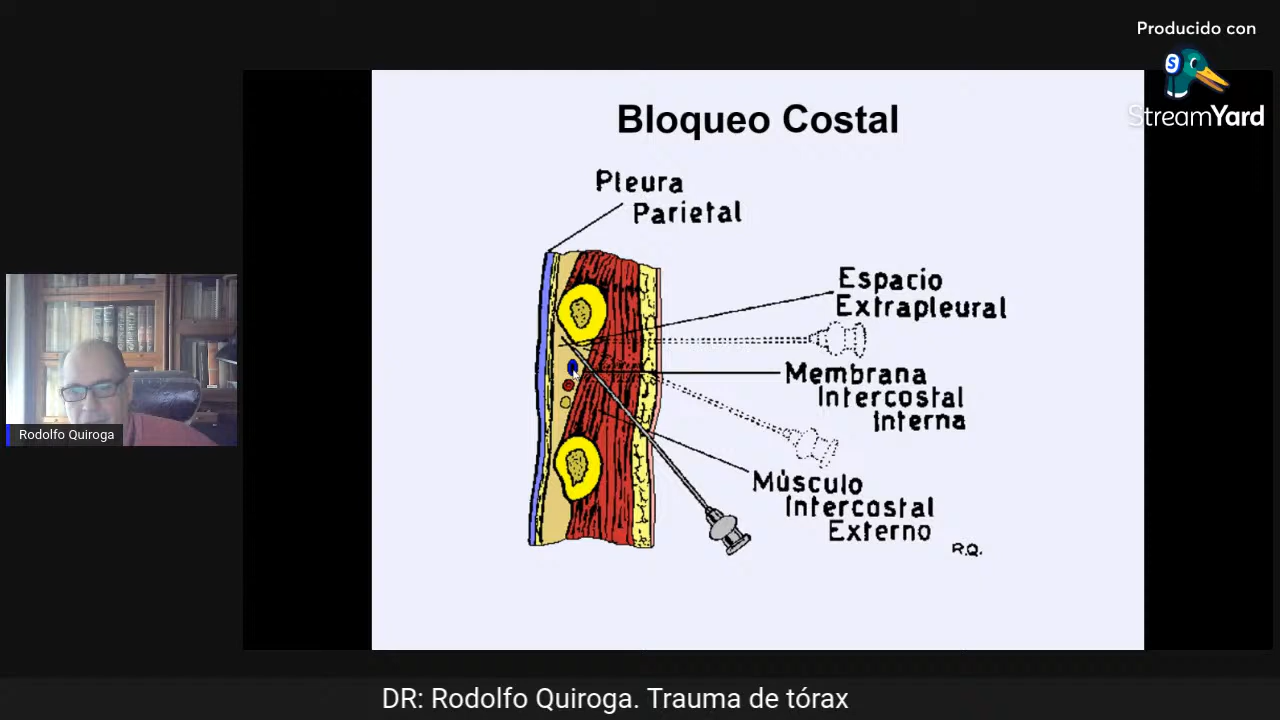 Producido con
StreamYard
Bloqueo Costal
Pleura
Parietal
Espacio
Extrapleural
Membrana
Intercostal
Interna
Músculo
Intercostal
Externo
R.Q.
Rodolfo Quiroga
DR: Rodolfo Quiroga. Trauma de tórax